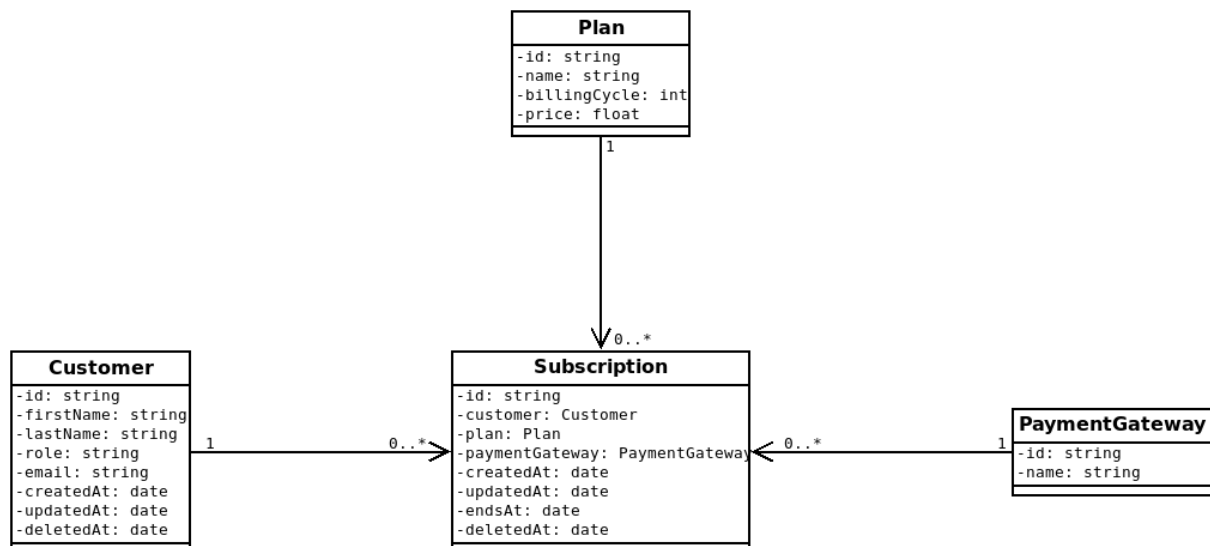 Plan
-id: string
-name: string
-billingCycle: int
-price: float
1
0..*
Customer
-id: string
-firstName: string
-lastName: string
-role: string
-email: string
-createdAt: date
-updatedAt: date
-deletedAt: date
1
0..*
Subscription
-id: string
-customer: Customer
-plan: Plan
-paymentGateway: PaymentGateway
-createdAt: date
-updatedAt: date
-endsAt: date
-deletedAt: date
0..*
1
PaymentGateway
-id: string
-name: string